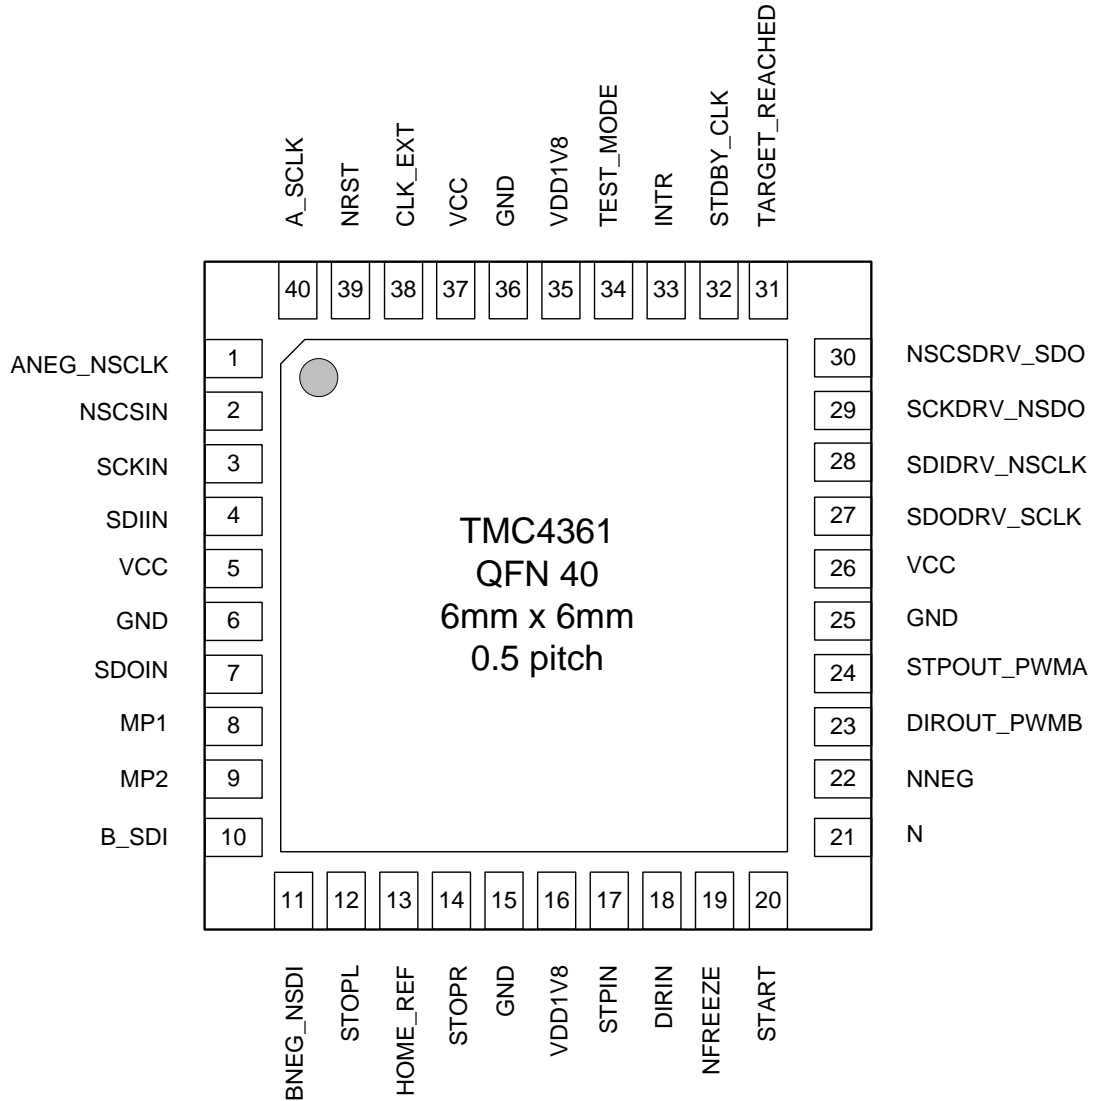 A_SCLK
NRST
CLK_EXT
VCC
GND
VDD1V8
TEST_MODE
INTR
STDBY_CLK
TARGET_REACHED
40
39
38
37
36
35
34
33
32
31
ANEG_NSCLK
1
NSCSIN
2
SCKIN
3
SDIIN
4
VCC
5
GND
6
SDOIN
7
MP1
8
MP2
9
B_SDI
10
TMC4361
QFN 40
6mm x 6mm
0.5 pitch
30
NSCSDRV_SDO
29
SCKDRV_NSDO
28
SDIDRV_NSCLK
27
SDODRV_SCLK
26
VCC
25
GND
24
STPOUT_PWMA
23
DIROUT_PWMB
22
NNEG
21
N
11
12
13
14
15
16
17
18
19
20
BNEG_NSDI
STOPL
HOME_REF
STOPR
GND
VDD1V8
STPIN
DIRIN
NFREEZE
START